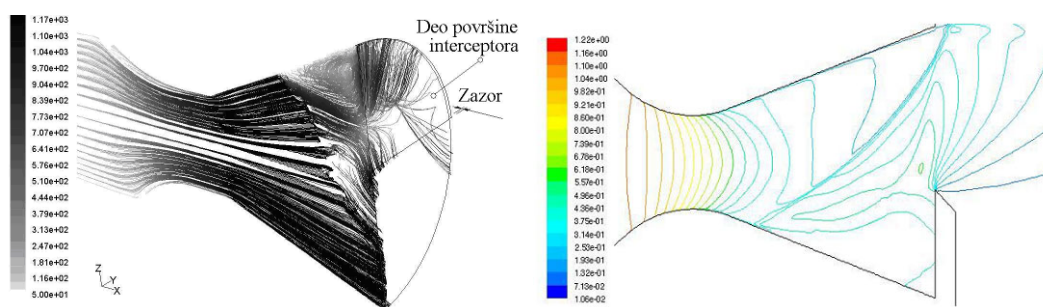 1.17e+03
1.10e+03
1.04e+03
9.70e+02
9.04e+02
8.39e+02
7.73e+02
7.07e+02
6.41e+02
5.76e+02
5.10e+02
4.44e+02
3.79e+02
3.13e+02
2.47e+02
1.81e+02
1.16e+02
5.00e+01
Z
Y
X
Deo površine
interceptora
Zazor
1.22e+00
1.16e+00
1.10e+00
1.04e+00
9.82e-01
9.21e-01
8.60e-01
8.00e-01
7.39e-01
6.78e-01
6.18e-01
5.57e-01
4.96e-01
4.36e-01
3.75e-01
3.14e-01
2.53e-01
1.93e-01
1.32e-01
7.13e-02
1.06e-02